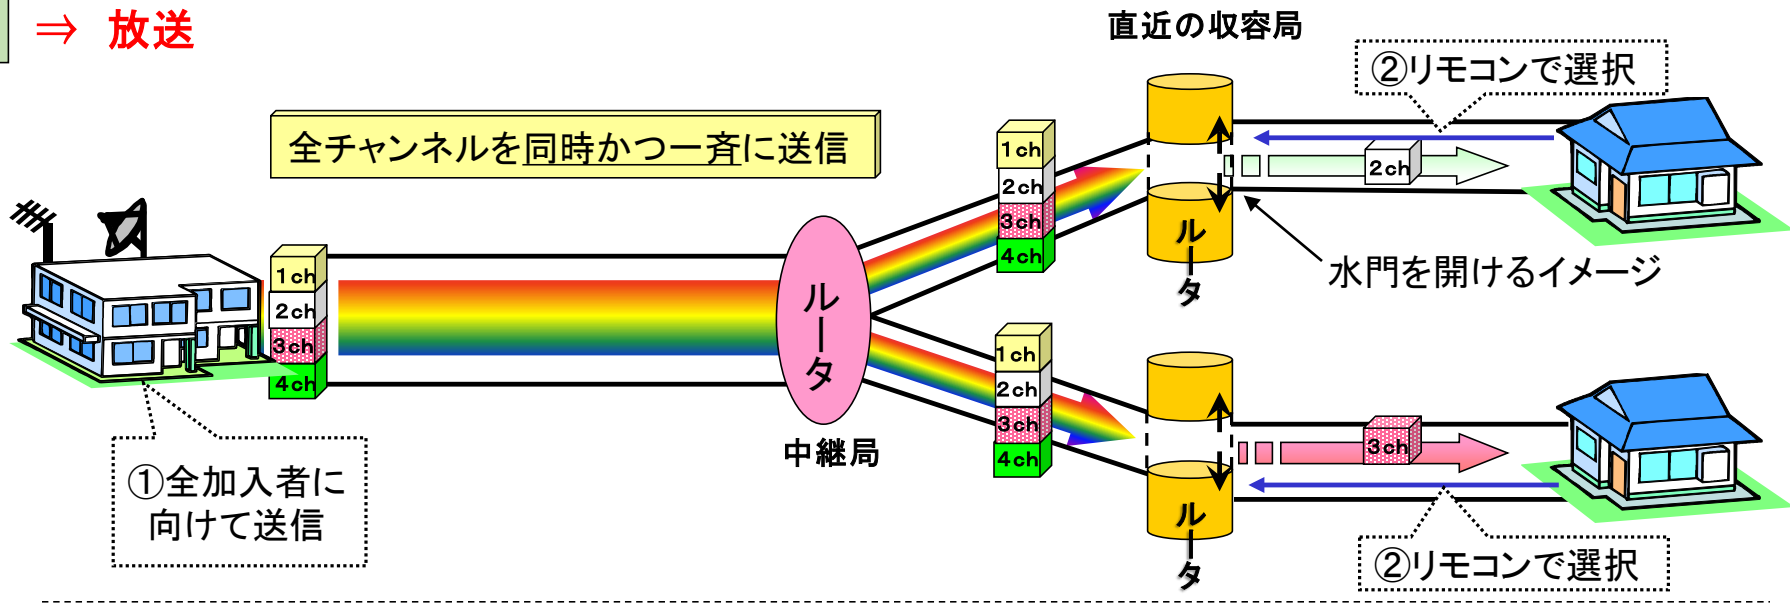 ⇒ 放送
直近の収容局
②リモコンで選択
全チャンネルを同時かつ一斉に送信
1ch
2ch
3ch
4ch
2ch
ルータ
水門を開けるイメージ
1ch
2ch
3ch
4ch
ルータ
中継局
1ch
2ch
3ch
4ch
3ch
ルータ
①全加入者に
向けて送信
②リモコンで選択